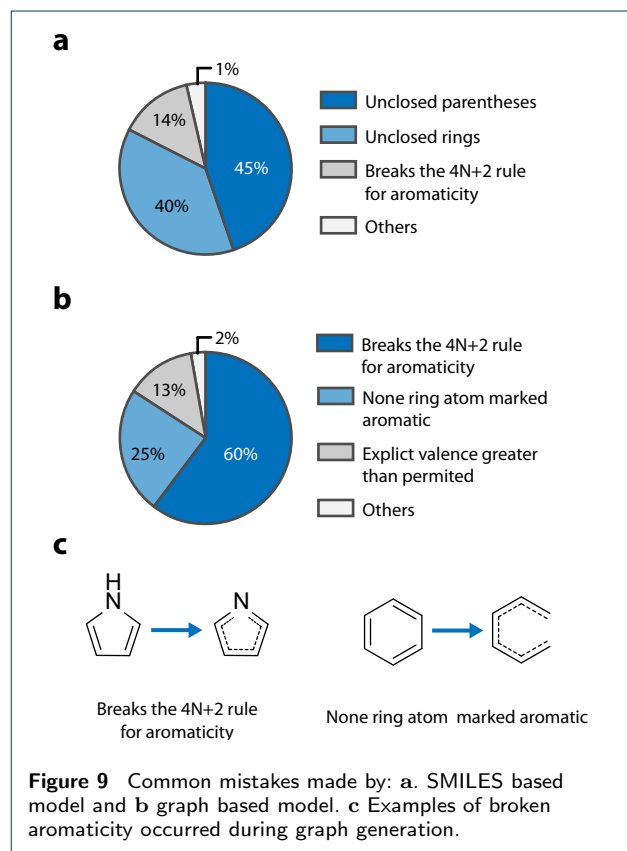 a
1%
14%
45%
40%
Unclosed parentheses
Unclosed rings
Breaks the 4N+2 rule
for aromaticity
Others
b
2%
13%
25%
60%
Breaks the 4N+2 rule
for aromaticity
None ring atom marked
aromatic
Explict valence greater
than permited
Others
c
H
N
N
Breaks the 4N+2 rule
for aromaticity
None ring atom marked aromatic
Figure 9 Common mistakes made by: a. SMILES based
model and b graph based model. c Examples of broken
aromaticity occurred during graph generation.